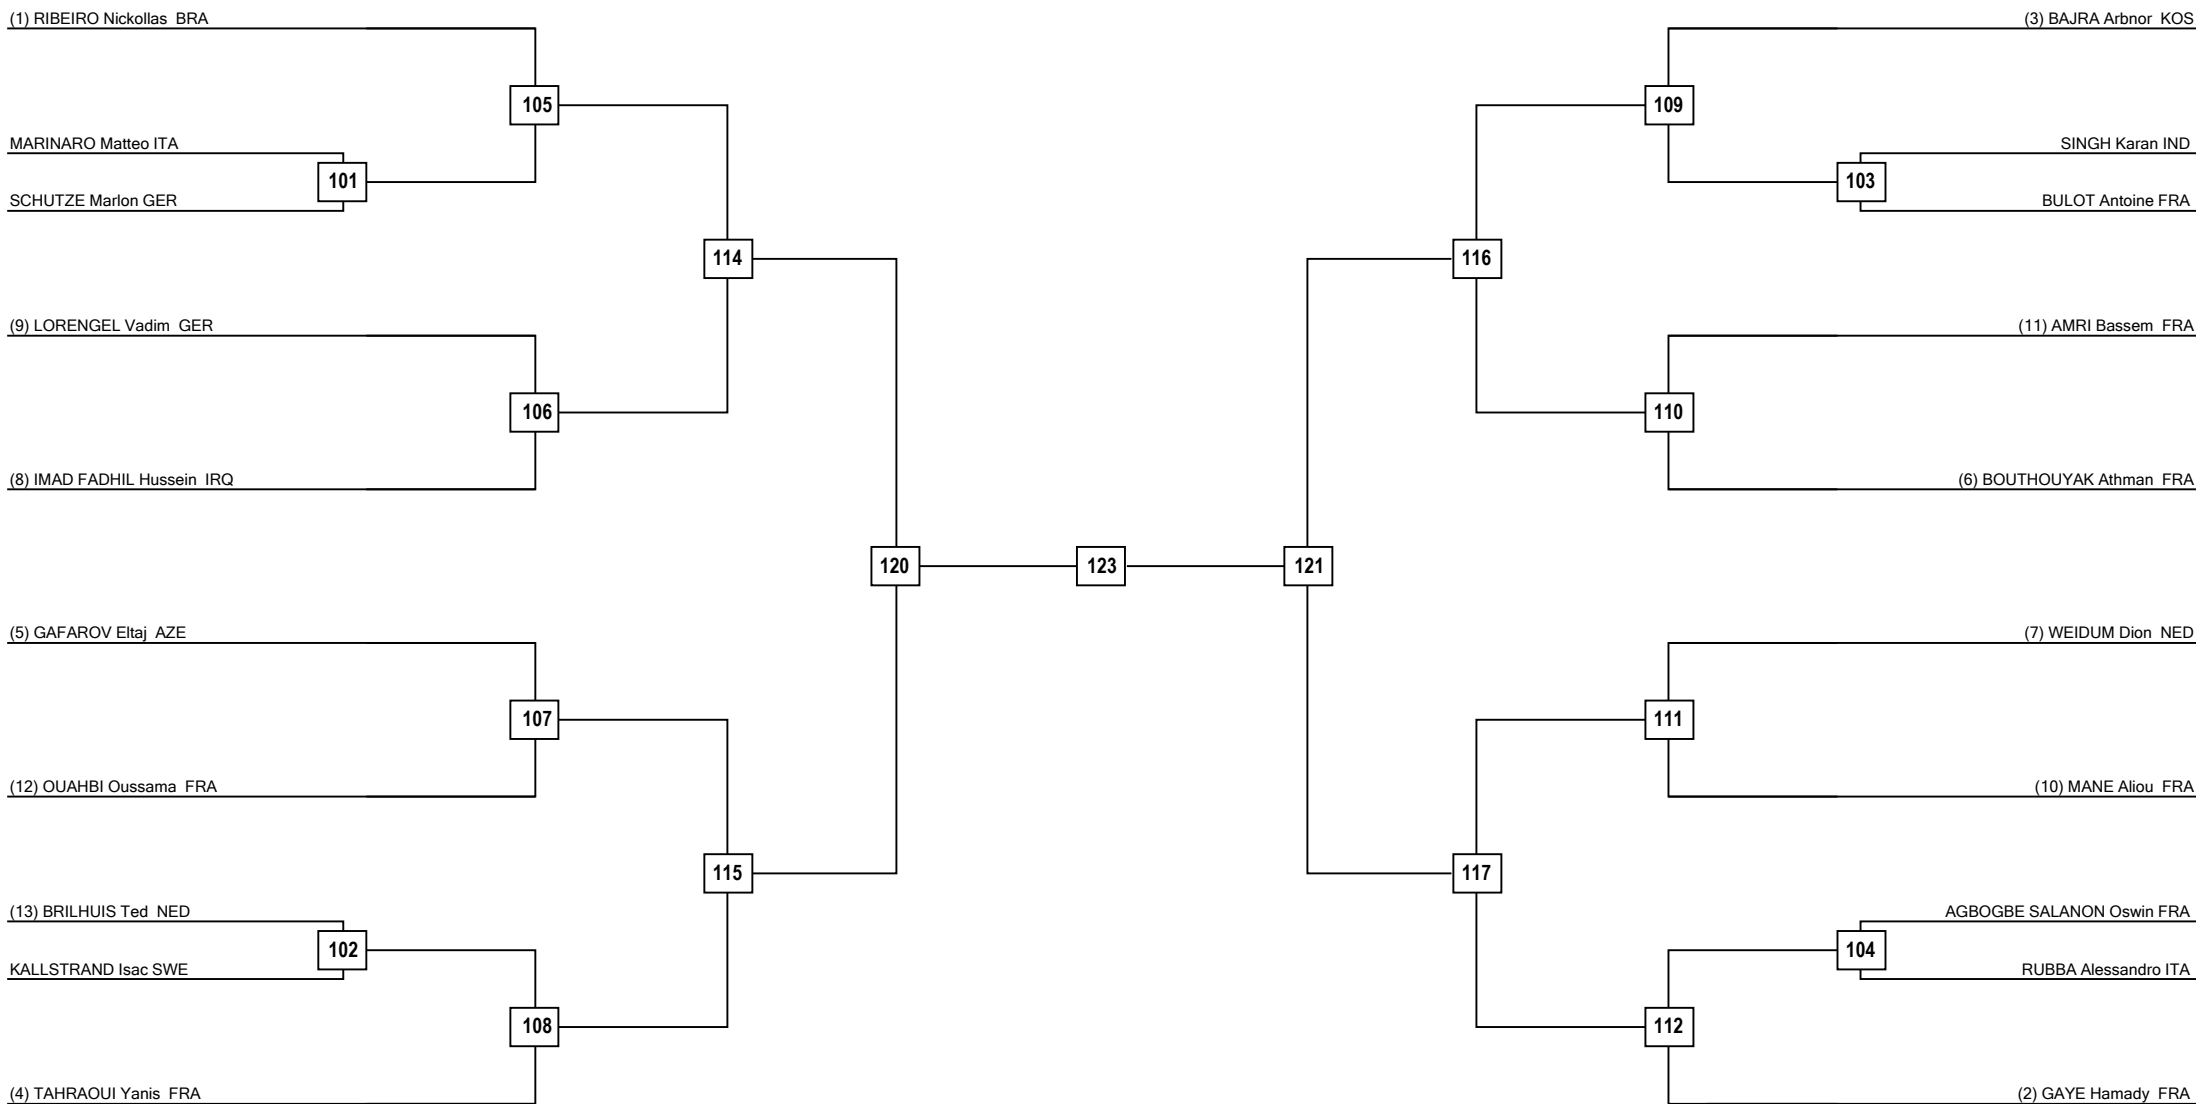 (1) RIBEIRO Nickollas  BRA
MARINARO Matteo ITA
SCHUTZE Marlon GER
(9) LORENGEL Vadim  GER
(8) IMAD FADHIL Hussein  IRQ
(5) GAFAROV Eltaj  AZE
(12) OUAHBI Oussama  FRA
(13) BRILHUIS Ted  NED
KALLSTRAND Isac SWE
(4) TAHRAOUI Yanis  FRA
101
102
105
106
107
108
114
115
120
123
121
116
117
109
110
111
112
103
104
(3) BAJRA Arbnor  KOS
SINGH Karan IND
BULOT Antoine FRA
(11) AMRI Bassem  FRA
(6) BOUTHOUYAK Athman  FRA
(7) WEIDUM Dion  NED
(10) MANE Aliou  FRA
AGBOGBE SALANON Oswin FRA
RUBBA Alessandro ITA
(2) GAYE Hamady  FRA